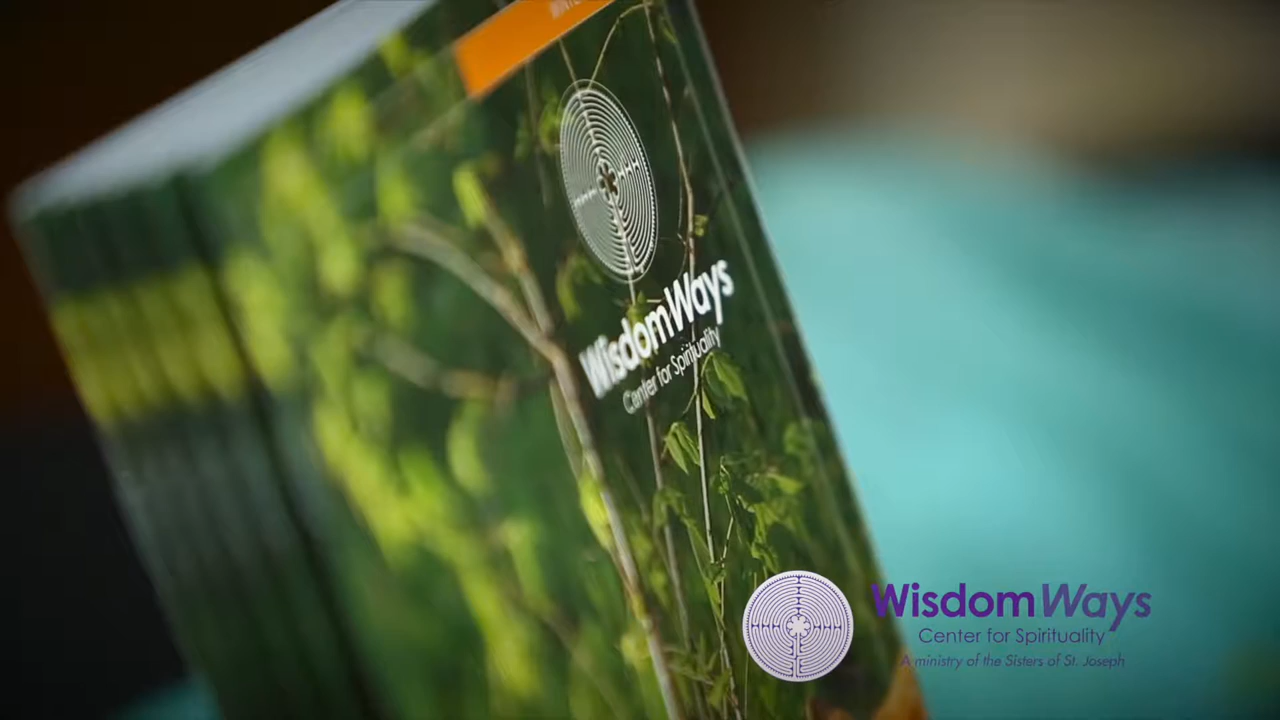 WisdomWays
Center for Spirituality
WisdomWays
Center for Spirituality
A ministry of the Sisters of St. Joseph